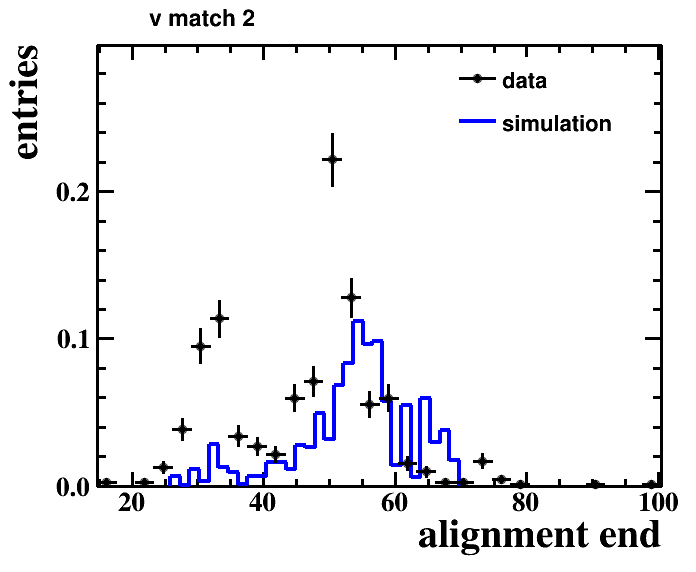 v match 2
entries
data
simulation
0.2
0.1
0.0
20 40 60 80 100
alignment end